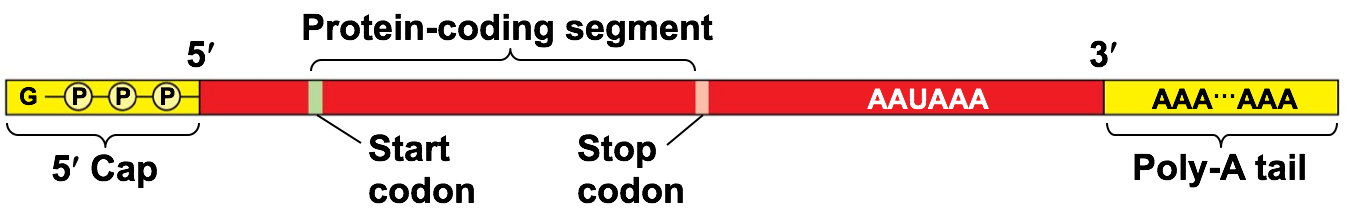 Protein-coding segment
5′
3′
G P P P
AAUAAA
AAA···AAA
5′ Cap
Start
codon
Stop
codon
Poly-A tail